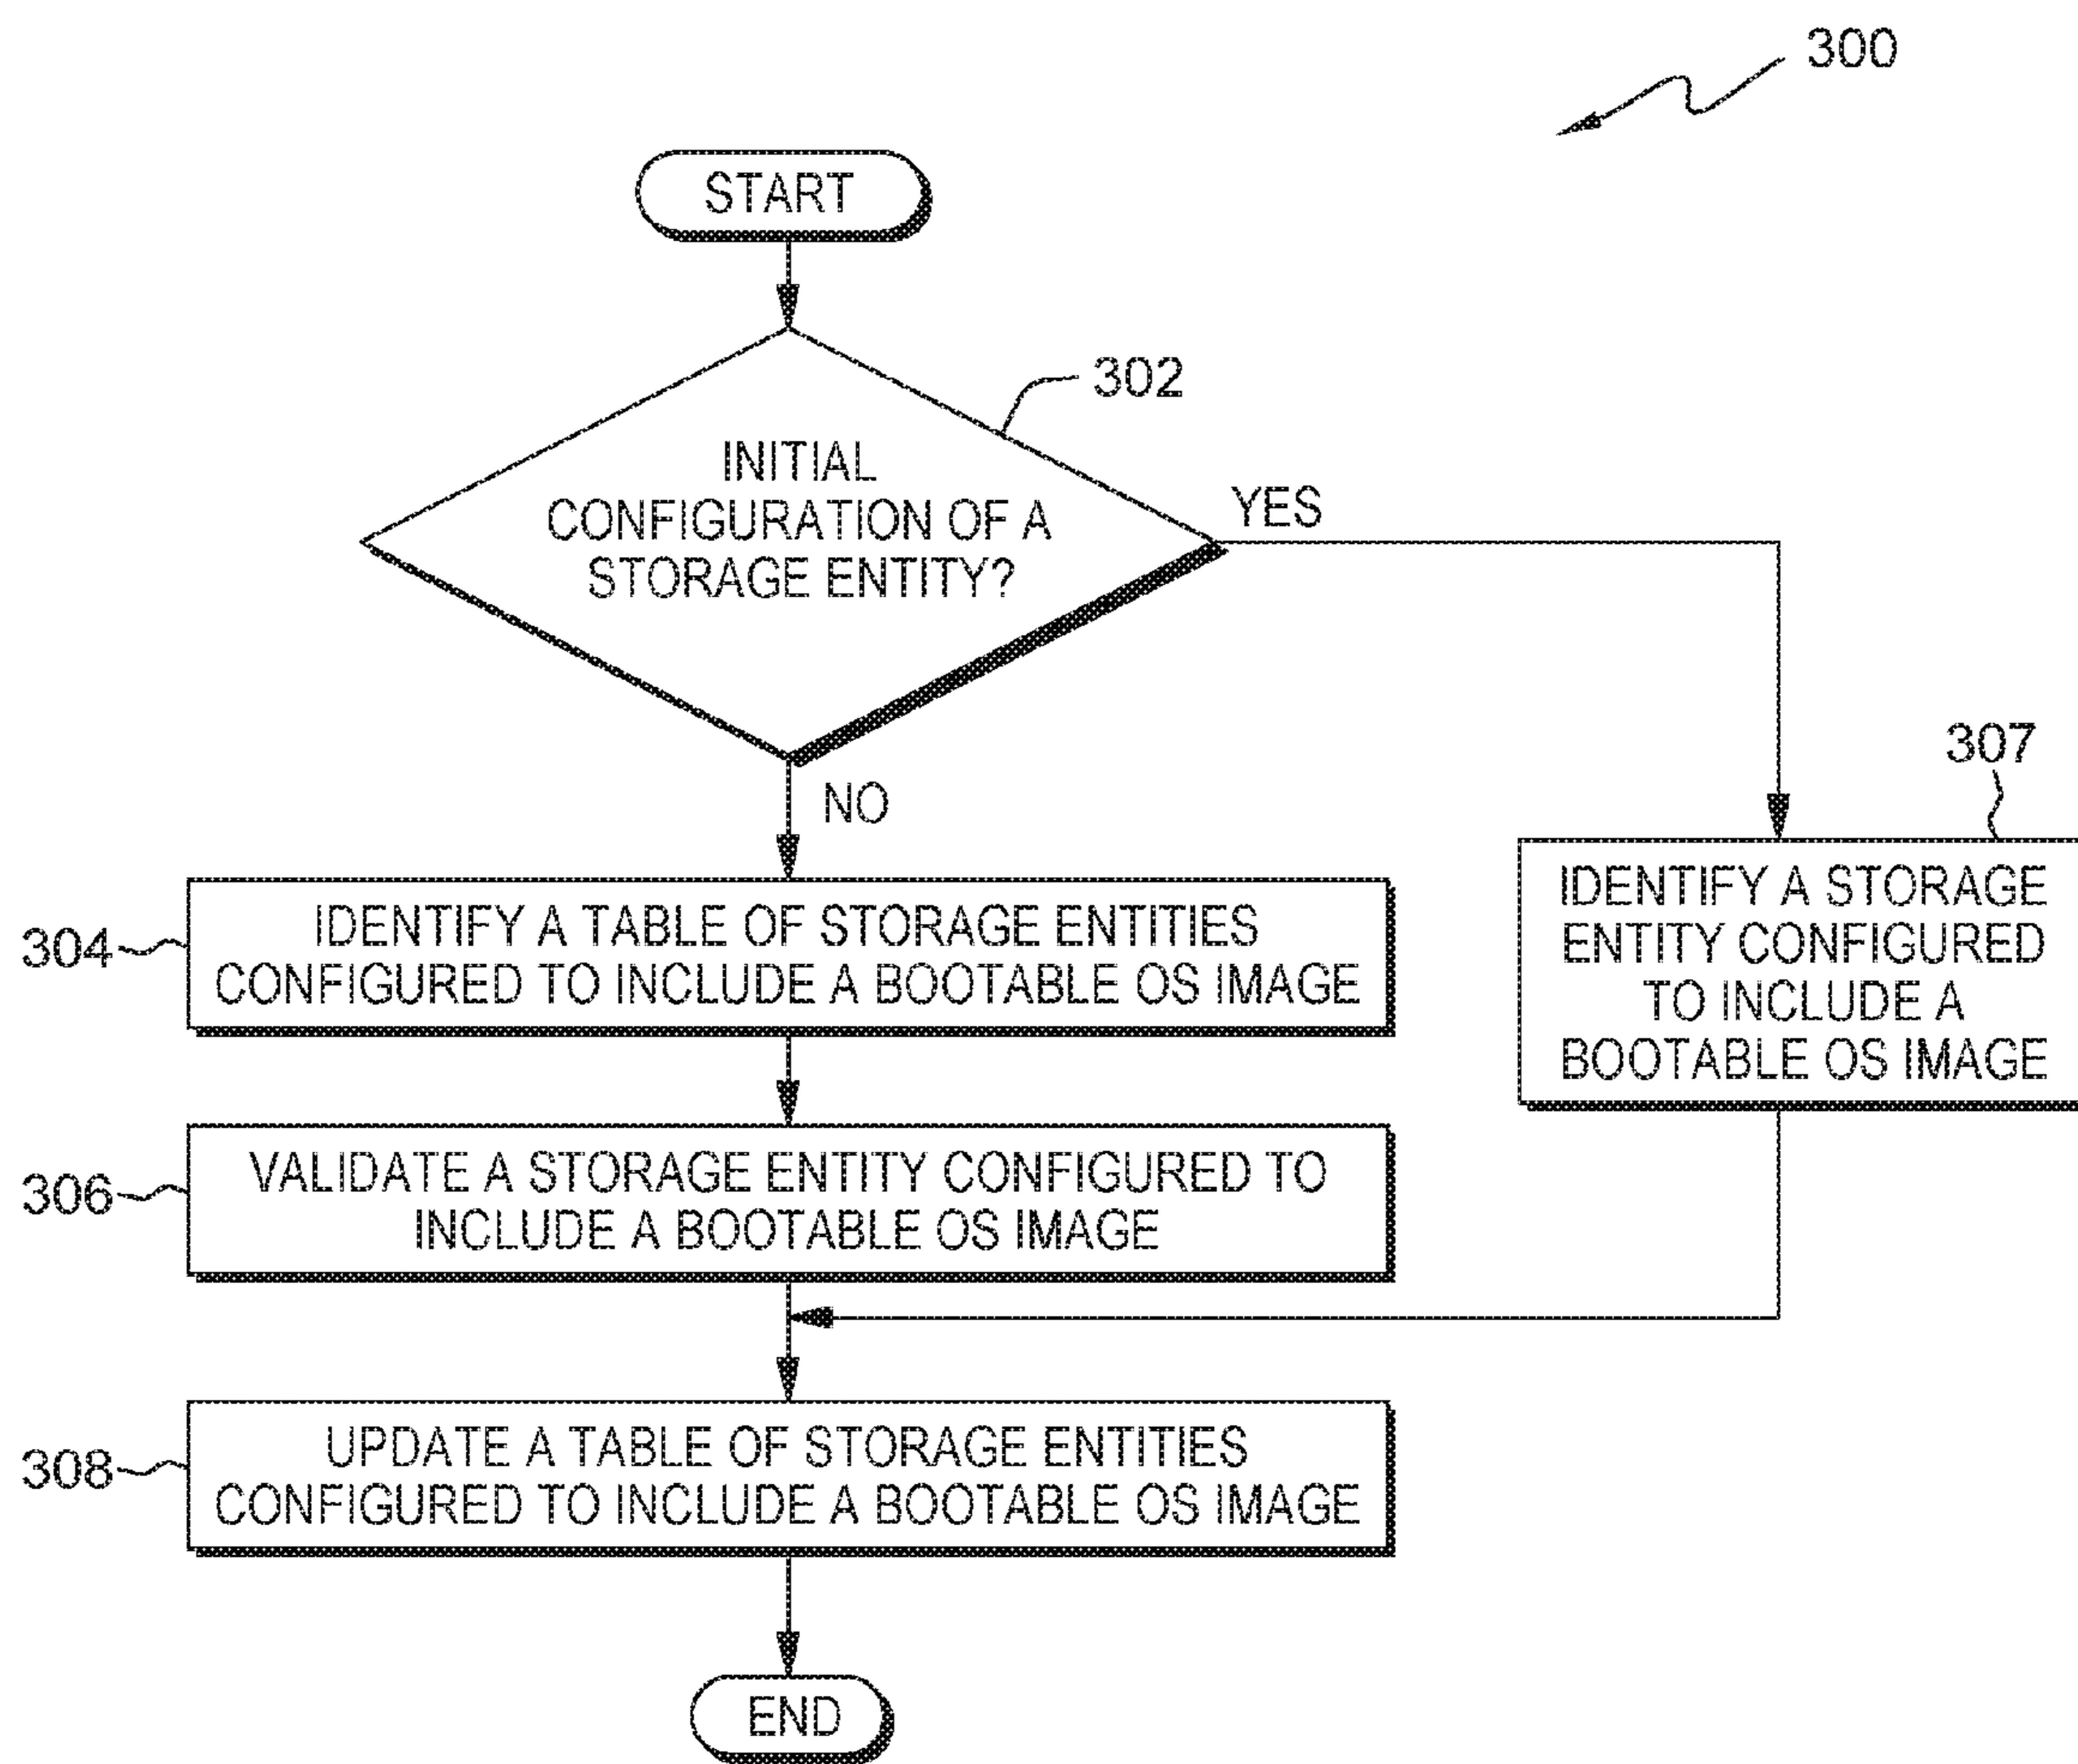 300
START
302
INITIAL
CONFIGURATION OF A
STORAGE ENTITY?
YES
NO
307
IDENTIFY A STORAGE
ENTITY CONFIGURED
TO INCLUDE A
BOOTABLE OS IMAGE
304
IDENTIFY A TABLE OF STORAGE ENTITIES
CONFIGURED TO INCLUDE A BOOTABLE OS IMAGE
306
VALIDATE A STORAGE ENTITY CONFIGURED TO
INCLUDE A BOOTABLE OS IMAGE
308
UPDATE A TABLE OF STORAGE ENTITIES
CONFIGURED TO INCLUDE A BOOTABLE OS IMAGE
END